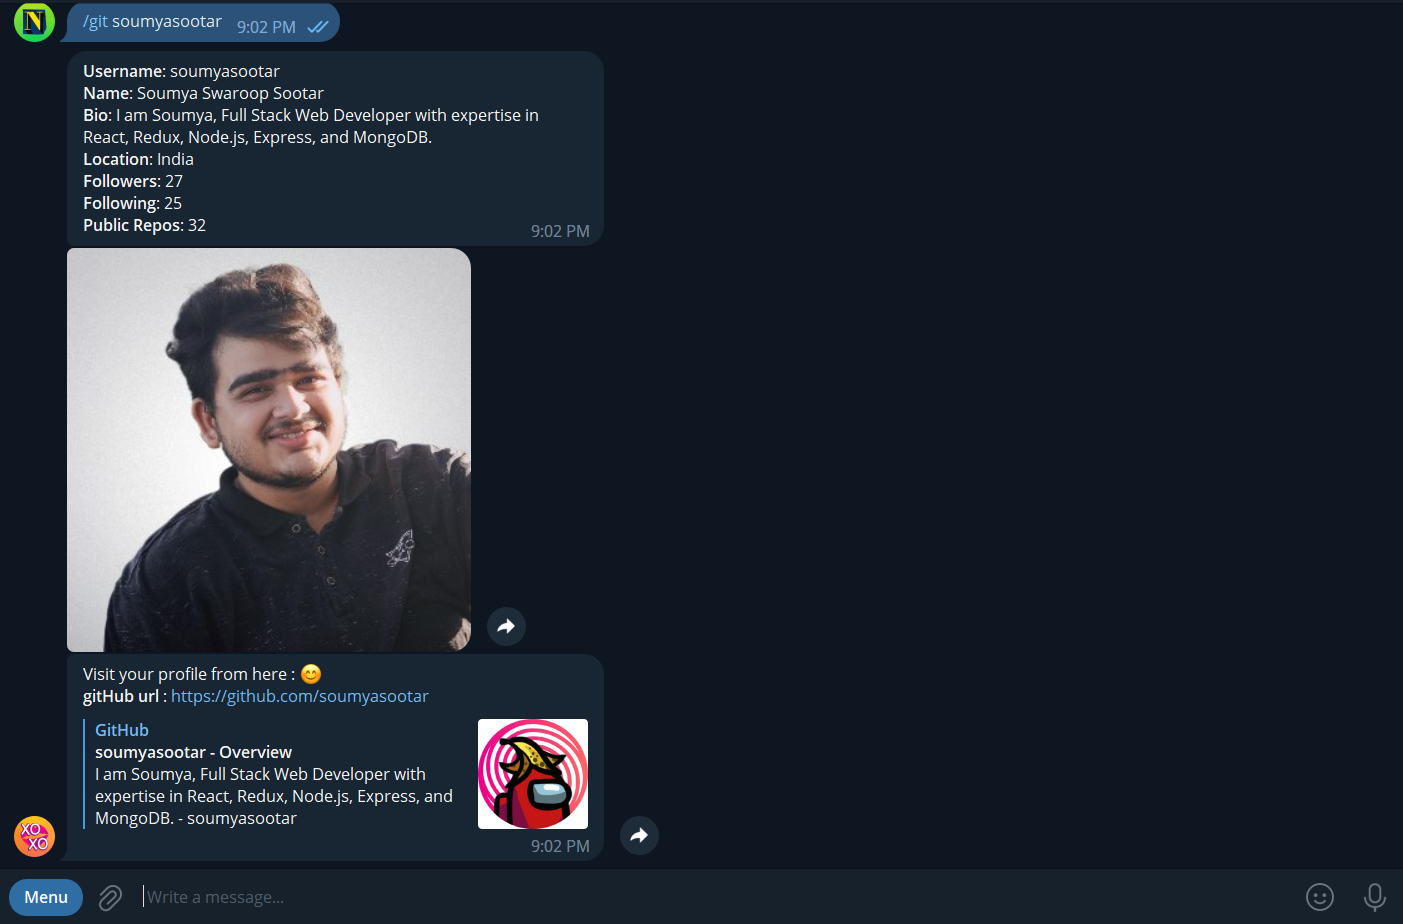 N
/git soumyasootar 9:02 PM
Username: soumyasootar
Name: Soumya Swaroop Sootar
Bio: I am Soumya, Full Stack Web Developer with expertise in
React, Redux, Node.js, Express, and MongoDB.
Location: India
Followers: 27
Following: 25
Public Repos: 32
9:02 PM
Visit your profile from here : 😊
gitHub url : https://github.com/soumyasootar
GitHub
soumyasootar - Overview
I am Soumya, Full Stack Web Developer with
expertise in React, Redux, Node.js, Express, and
MongoDB. - soumyasootar
9:02 PM
XO
XO
Menu
Write a message...